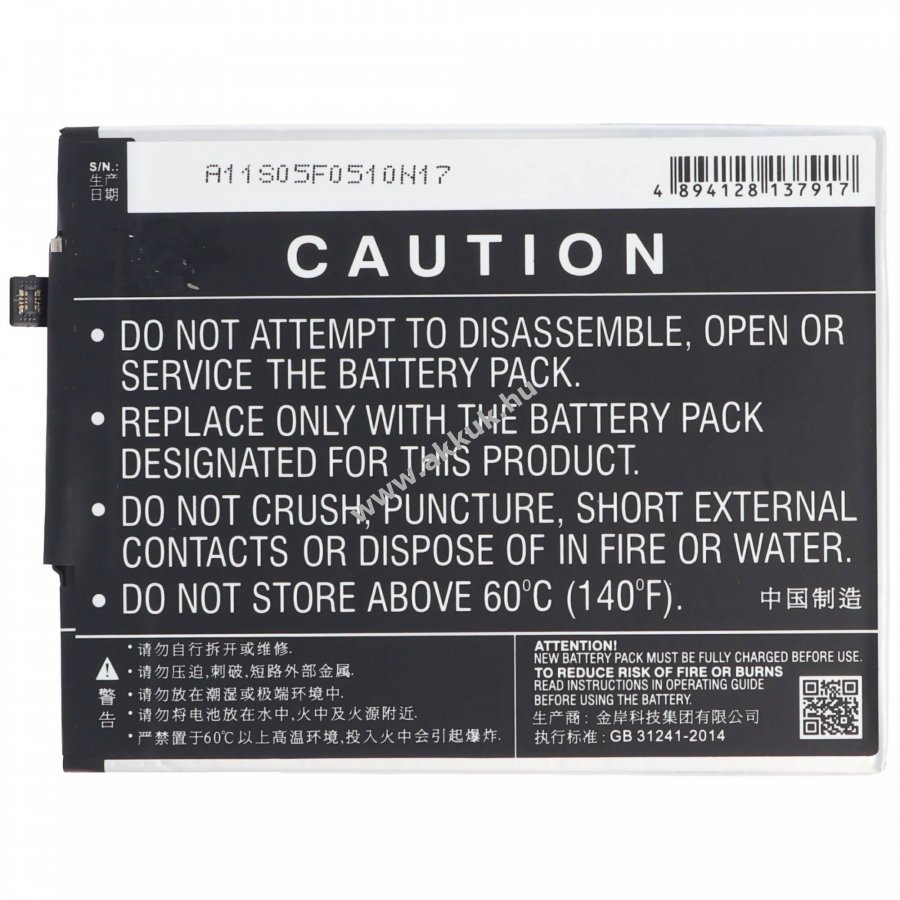 S/N.:
生产
日期
A11S05F0510N17
4 894128 137917
CAUTION
• DO NOT ATTEMPT TO DISASSEMBLE, OPEN OR
SERVICE THE BATTERY PACK.
• REPLACE ONLY WITH THE BATTERY PACK
DESIGNATED FOR THIS PRODUCT.
• DO NOT CRUSH, PUNCTURE, SHORT EXTERNAL
CONTACTS OR DISPOSE OF IN FIRE OR WATER.
• DO NOT STORE ABOVE 60°C (140°F).
中国制造
www.akkuk.hu
警
告
•请勿自行拆开或维修.
•请勿压迫,刺破,短路外部金属.
•请勿放在潮湿或极端环境中.
•请勿将电池放在水中,火中及火源附近.
•严禁置于60℃以上高温环境,投入火中会引起爆炸.
ATTENTION!
NEW BATTERY PACK MUST BE FULLY CHARGED BEFORE USE.
TO REDUCE RISK OF FIRE OR BURNS
READ INSTRUCTIONS IN OPERATING GUIDE
BEFORE USING THE BATTERY.
生产商: 金岸科技集团有限公司
执行标准: GB 31241-2014